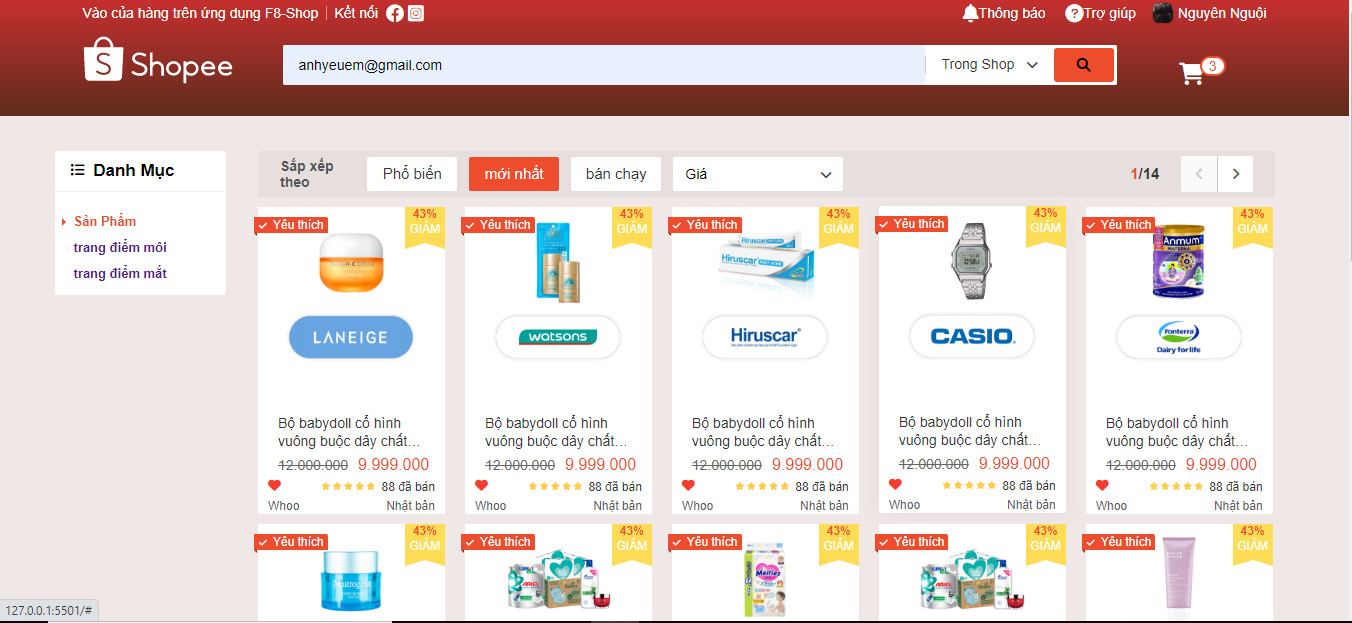 Vào của hàng trên ứng dụng F8-Shop | Kết nối
Thông báo
? Trợ giúp
Nguyên Nguội
S Shopee
anhyeuem@gmail.com
Trong Shop
3
Danh Mục
Sản Phẩm
trang điểm môi
trang điểm mắt
Sắp xếp
theo
Phổ biến
mới nhất
bán chạy
Giá
1/14
Yêu thích
43%
GIẢM
LANEIGE
Bộ babydoll cổ hình
vuông buộc dây chất...
12.000.000 9.999.000
88 đã bán
Whoo Nhật bản
Yêu thích
43%
GIẢM
watsons
Bộ babydoll cổ hình
vuông buộc dây chất...
12.000.000 9.999.000
88 đã bán
Whoo Nhật bản
Yêu thích
43%
GIẢM
Hiruscar
Hiruscar
Hiruscar
Bộ babydoll cổ hình
vuông buộc dây chất...
12.000.000 9.999.000
88 đã bán
Whoo Nhật bản
Yêu thích
43%
GIẢM
CASIO
Bộ babydoll cổ hình
vuông buộc dây chất...
12.000.000 9.999.000
88 đã bán
Whoo Nhật bản
Yêu thích
43%
GIẢM
Anmum
MATERNA
Fonterra
Dairy for life
Bộ babydoll cổ hình
vuông buộc dây chất...
12.000.000 9.999.000
88 đã bán
Whoo Nhật bản
Yêu thích
43%
GIẢM
Neutrogena
Yêu thích
43%
GIẢM
ARIEL
Yêu thích
43%
GIẢM
Merries
Yêu thích
43%
GIẢM
ARIEL
Yêu thích
43%
GIẢM
127.0.0.1:5501/#